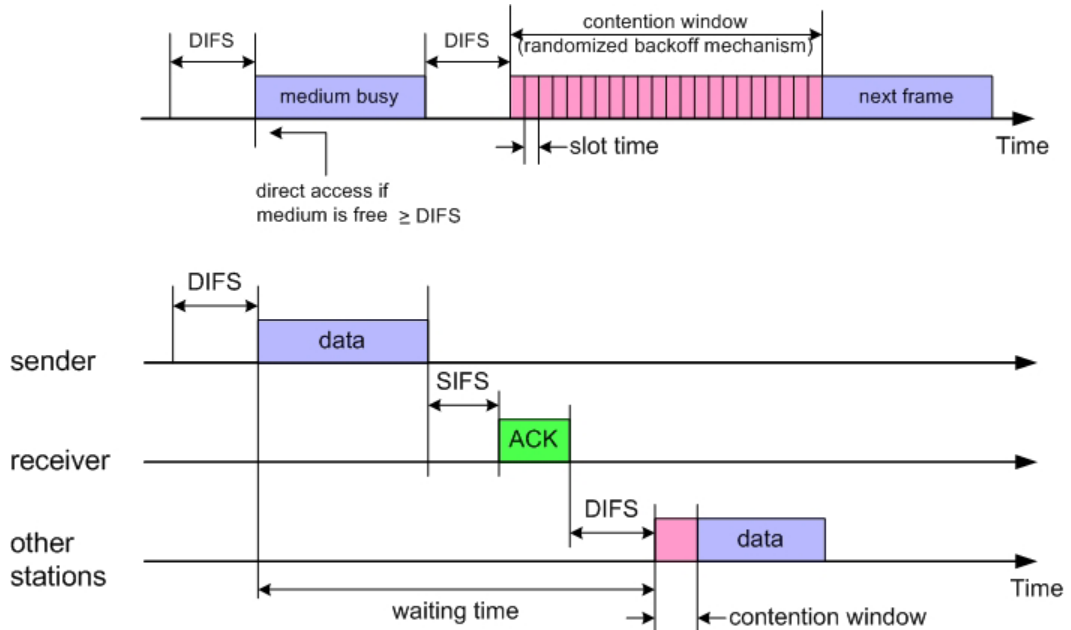 DIFS
DIFS
contention window
(randomized backoff mechanism)
medium busy
next frame
slot time
Time
direct access if
medium is free ≥ DIFS
DIFS
data
sender
SIFS
ACK
receiver
DIFS
data
other
stations
Time
waiting time
contention window